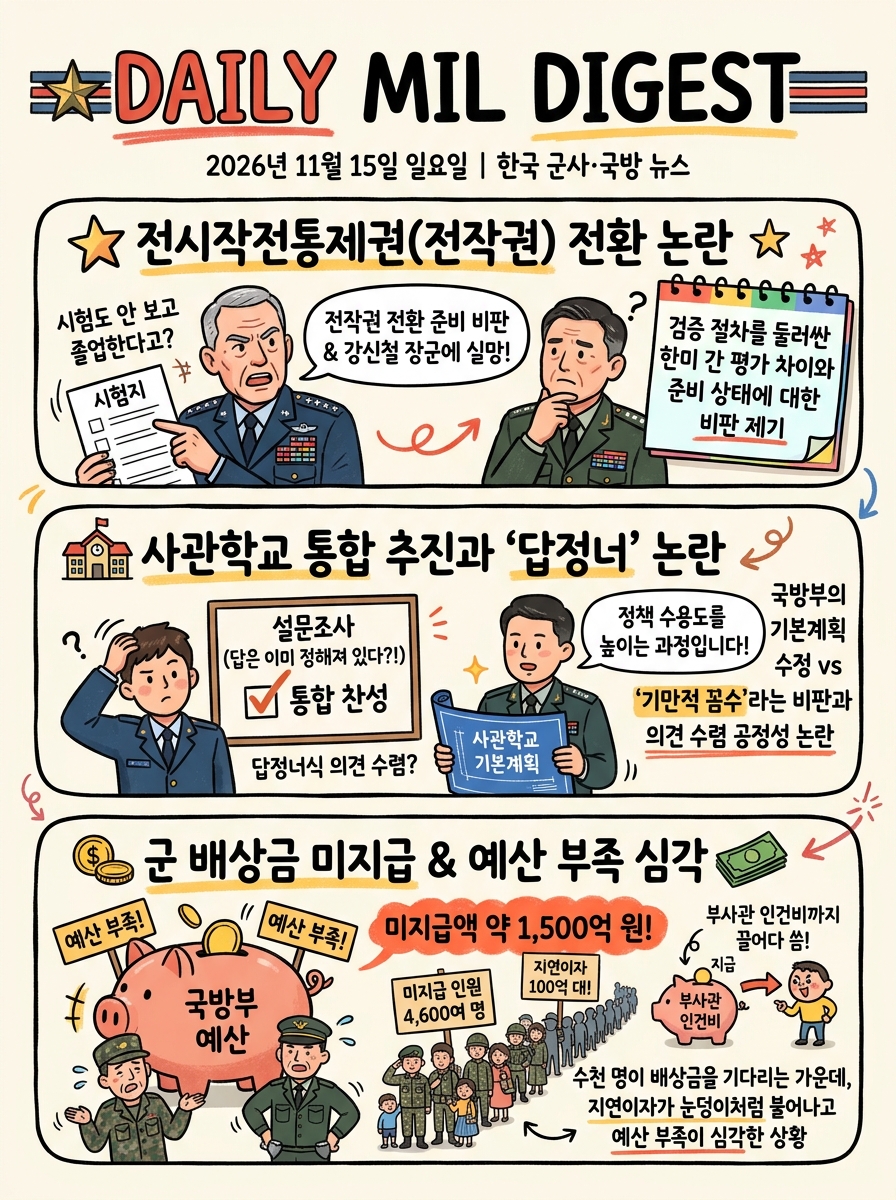 DAILY MIL DIGEST
2026년 11월 15일 일요일 | 한국 군사·국방 뉴스
전시작전통제권(전작권) 전환 논란
시험도 안 보고
졸업한다고?
시험지
전작권 전환 준비 비판
& 강신철 장군에 실망!
?
검증 절차를 둘러싼
한미 간 평가 차이와
준비 상태에 대한
비판 제기
사관학교 통합 추진과 ‘답정너’ 논란
?
설문조사
(답은 이미 정해져 있다?!)
통합 찬성
답정너식 의견 수렴?
정책 수용도를
높이는 과정입니다!
사관학교
기본계획
국방부의
기본계획
수정 vs
‘기만적 꼼수’라는 비판과
의견 수렴 공정성 논란
$
군 배상금 미지급 & 예산 부족 심각
예산 부족!
예산 부족!
국방부
예산
미지급액 약 1,500억 원!
미지급 인원
4,600여 명
지연이자
100억 대!
부사관 인건비까지
끌어다 씀!
지급
부사관
인건비
수천 명이 배상금을 기다리는 가운데,
지연이자가 눈덩이처럼 불어나고
예산 부족이 심각한 상황